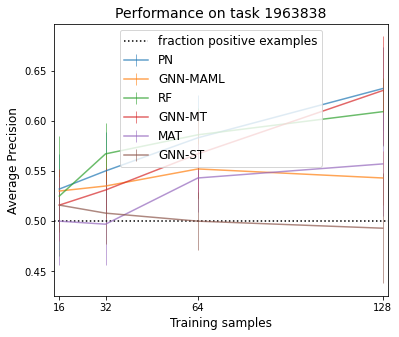 Performance on task 1963838
fraction positive examples
PN
GNN-MAML
RF
GNN-MT
MAT
GNN-ST
Average Precision
0.65
0.60
0.55
0.50
0.45
16 32 64 128
Training samples